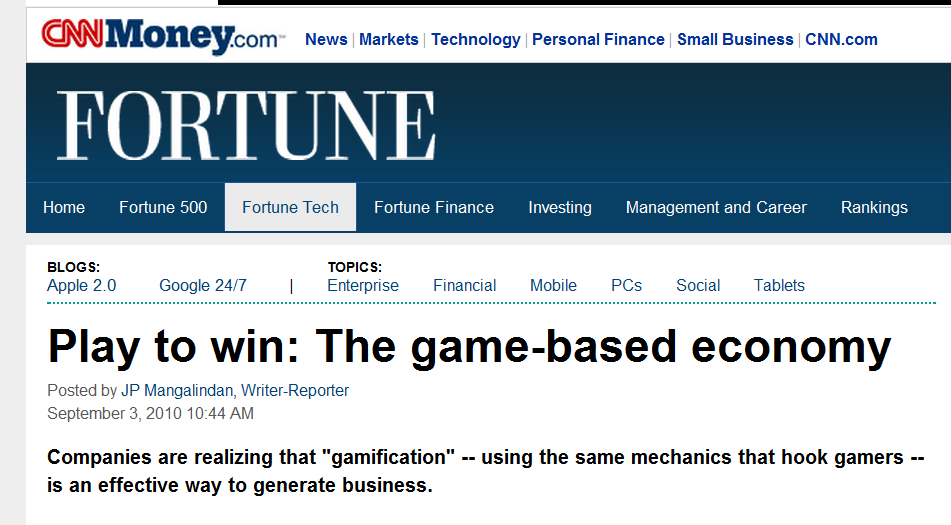 CNNMoney.com
News | Markets | Technology | Personal Finance | Small Business | CNN.com
FORTUNE
Home Fortune 500 Fortune Tech Fortune Finance Investing Management and Career Rankings
BLOGS: TOPICS:
Apple 2.0 Google 24/7 | Enterprise Financial Mobile PCs Social Tablets
Play to win: The game-based economy
Posted by JP Mangalindan, Writer-Reporter
September 3, 2010 10:44 AM
Companies are realizing that "gamification" -- using the same mechanics that hook gamers --
is an effective way to generate business.